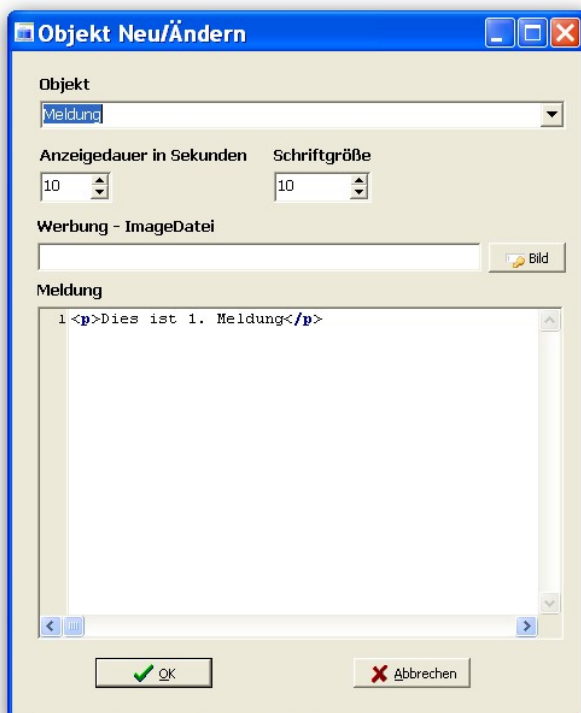 Objekt Neu/Ändern
Objekt
Meldung
Anzeigedauer in Sekunden Schriftgröße
10 10
Werbung - ImageDatei
Bild
Meldung
1 <p>Dies ist 1. Meldung</p>
OK Abbrechen